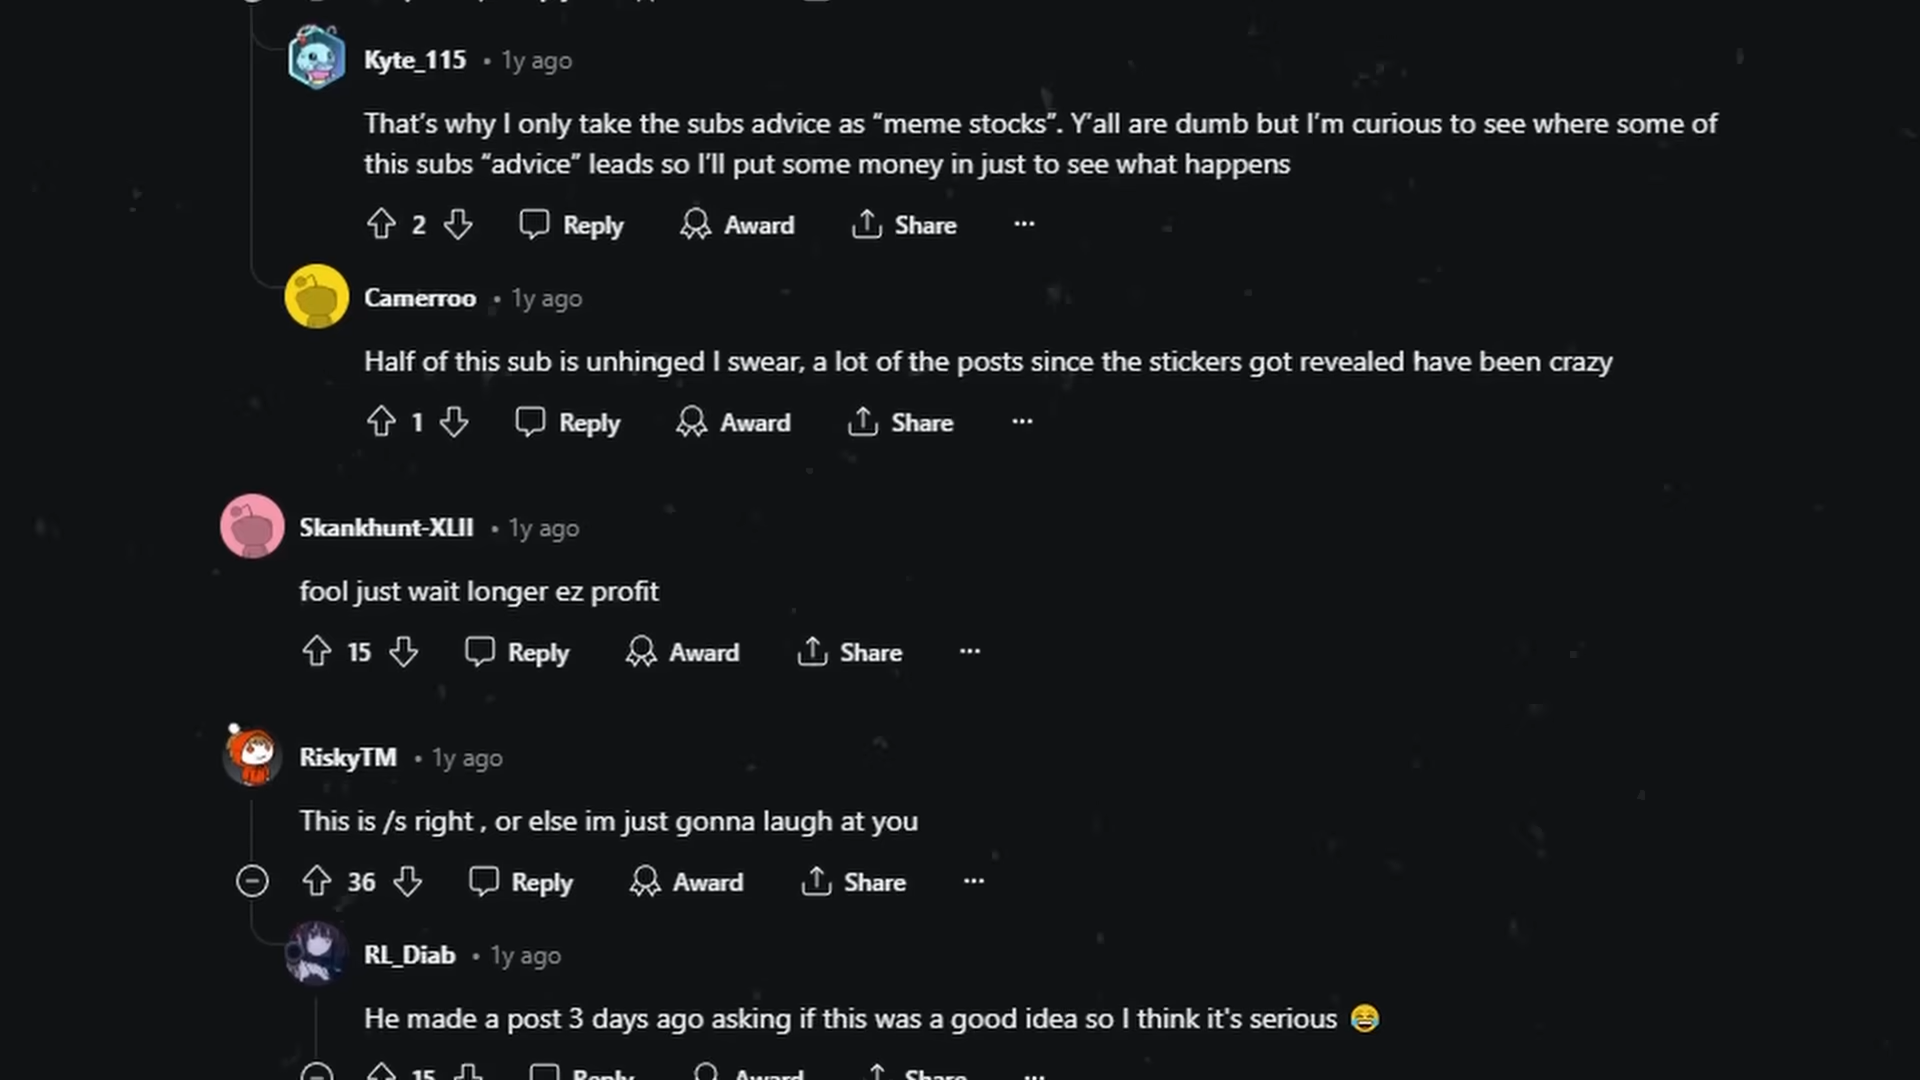 Kyte_115 • 1y ago
That’s why I only take the subs advice as “meme stocks”. Y’all are dumb but I’m curious to see where some of
this subs “advice” leads so I’ll put some money in just to see what happens
2 Reply Award Share ...
Camerroo • 1y ago
Half of this sub is unhinged I swear, a lot of the posts since the stickers got revealed have been crazy
1 Reply Award Share ...
Skankhunt-XLII • 1y ago
fool just wait longer ez profit
15 Reply Award Share ...
RiskyTM • 1y ago
This is /s right , or else im just gonna laugh at you
36 Reply Award Share ...
RL_Diab • 1y ago
He made a post 3 days ago asking if this was a good idea so I think it's serious 😂
15 Reply Award Share ...